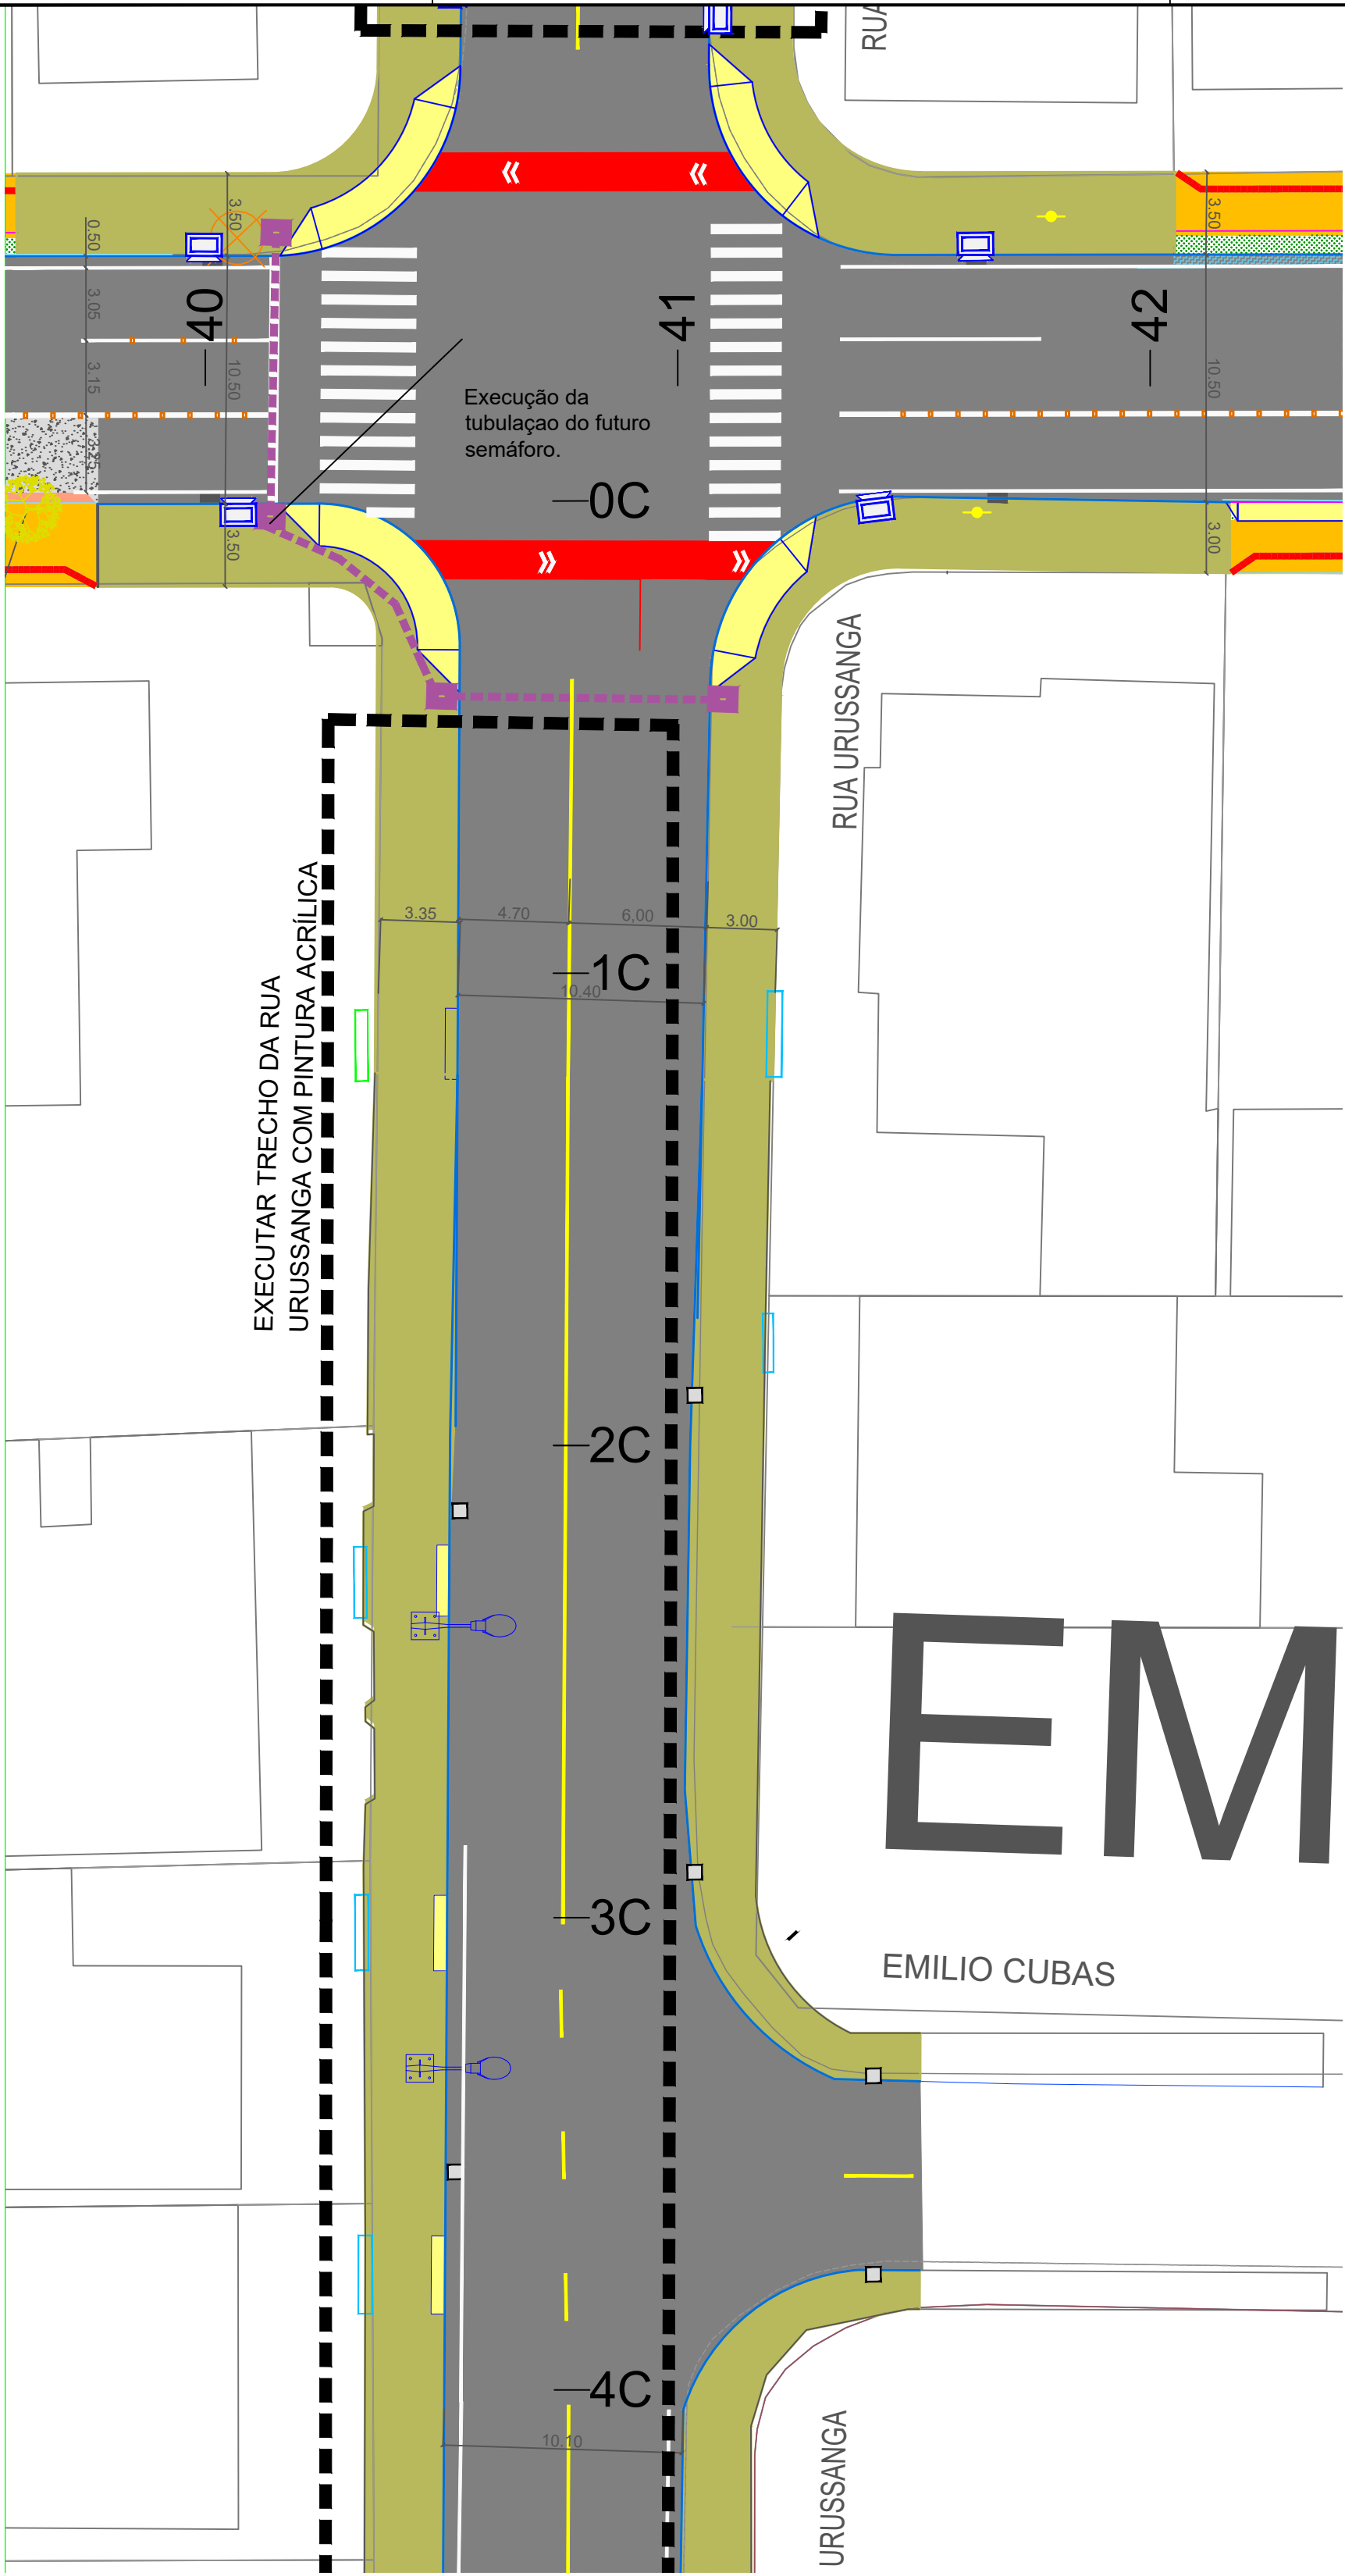 RUA
3.50
0.50
3.05
3.15
3.25
40
10.50
3.50
41
42
3.50
10.50
3.00
Execução da
tubulaçao do futuro
semáforo.
0C
RUA URUSSANGA
EXECUTAR TRECHO DA RUA
URUSSANGA COM PINTURA ACRÍLICA
3.35
4.70
6,00
3.00
1C
10,40
2C
EM
3C
EMILIO CUBAS
4C
10,10
URUSSANGA